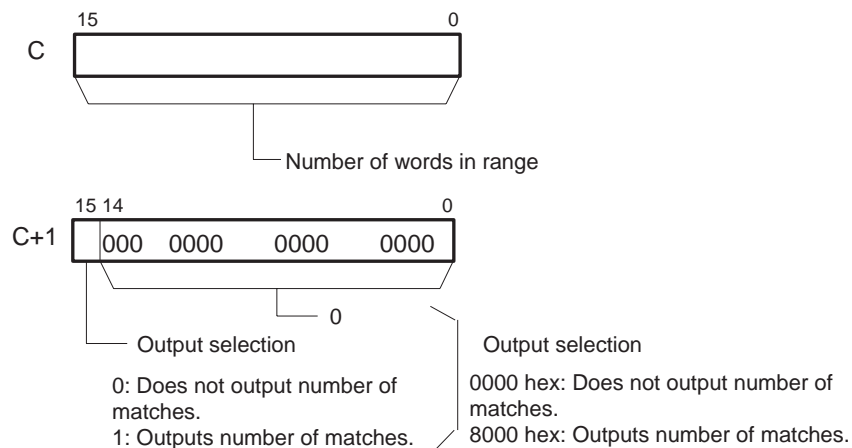 15 0
C
Number of words in range
15 14 0
C+1 000 0000 0000 0000
0
Output selection
0: Does not output number of
matches.
1: Outputs number of matches.
Output selection
0000 hex: Does not output number of
matches.
8000 hex: Outputs number of matches.